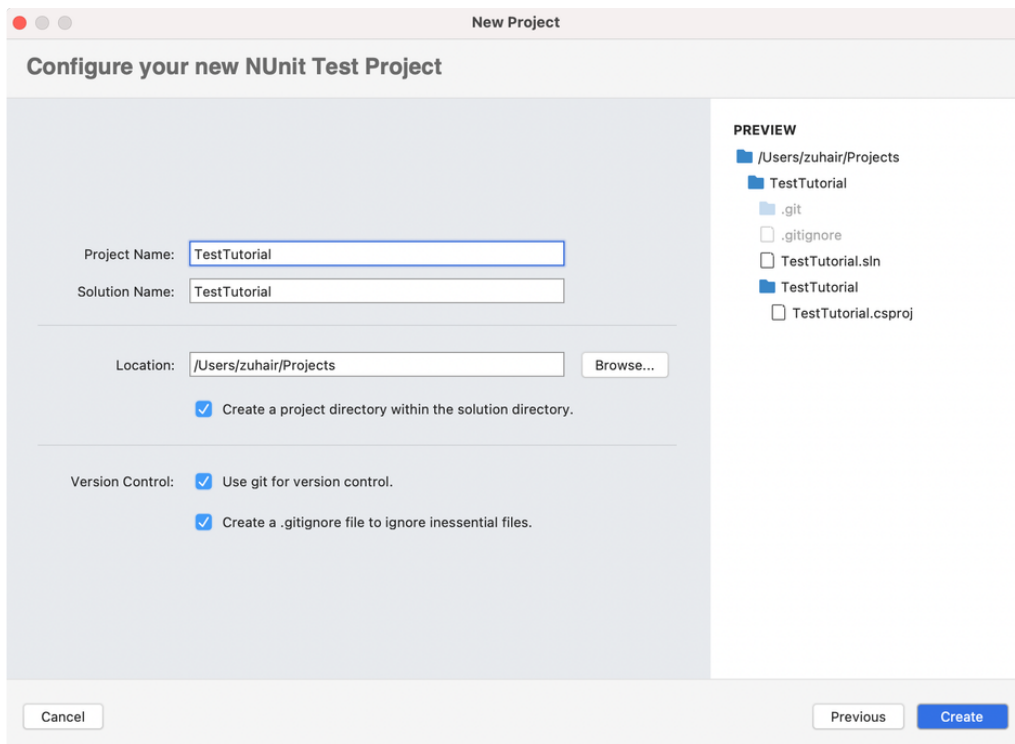 New Project
Configure your new NUnit Test Project
Project Name: TestTutorial
Solution Name: TestTutorial
Location: /Users/zuhair/Projects Browse...
Create a project directory within the solution directory.
Version Control: Use git for version control.
Create a .gitignore file to ignore inessential files.
PREVIEW
/Users/zuhair/Projects
TestTutorial
.git
.gitignore
TestTutorial.sln
TestTutorial
TestTutorial.csproj
Cancel Previous Create